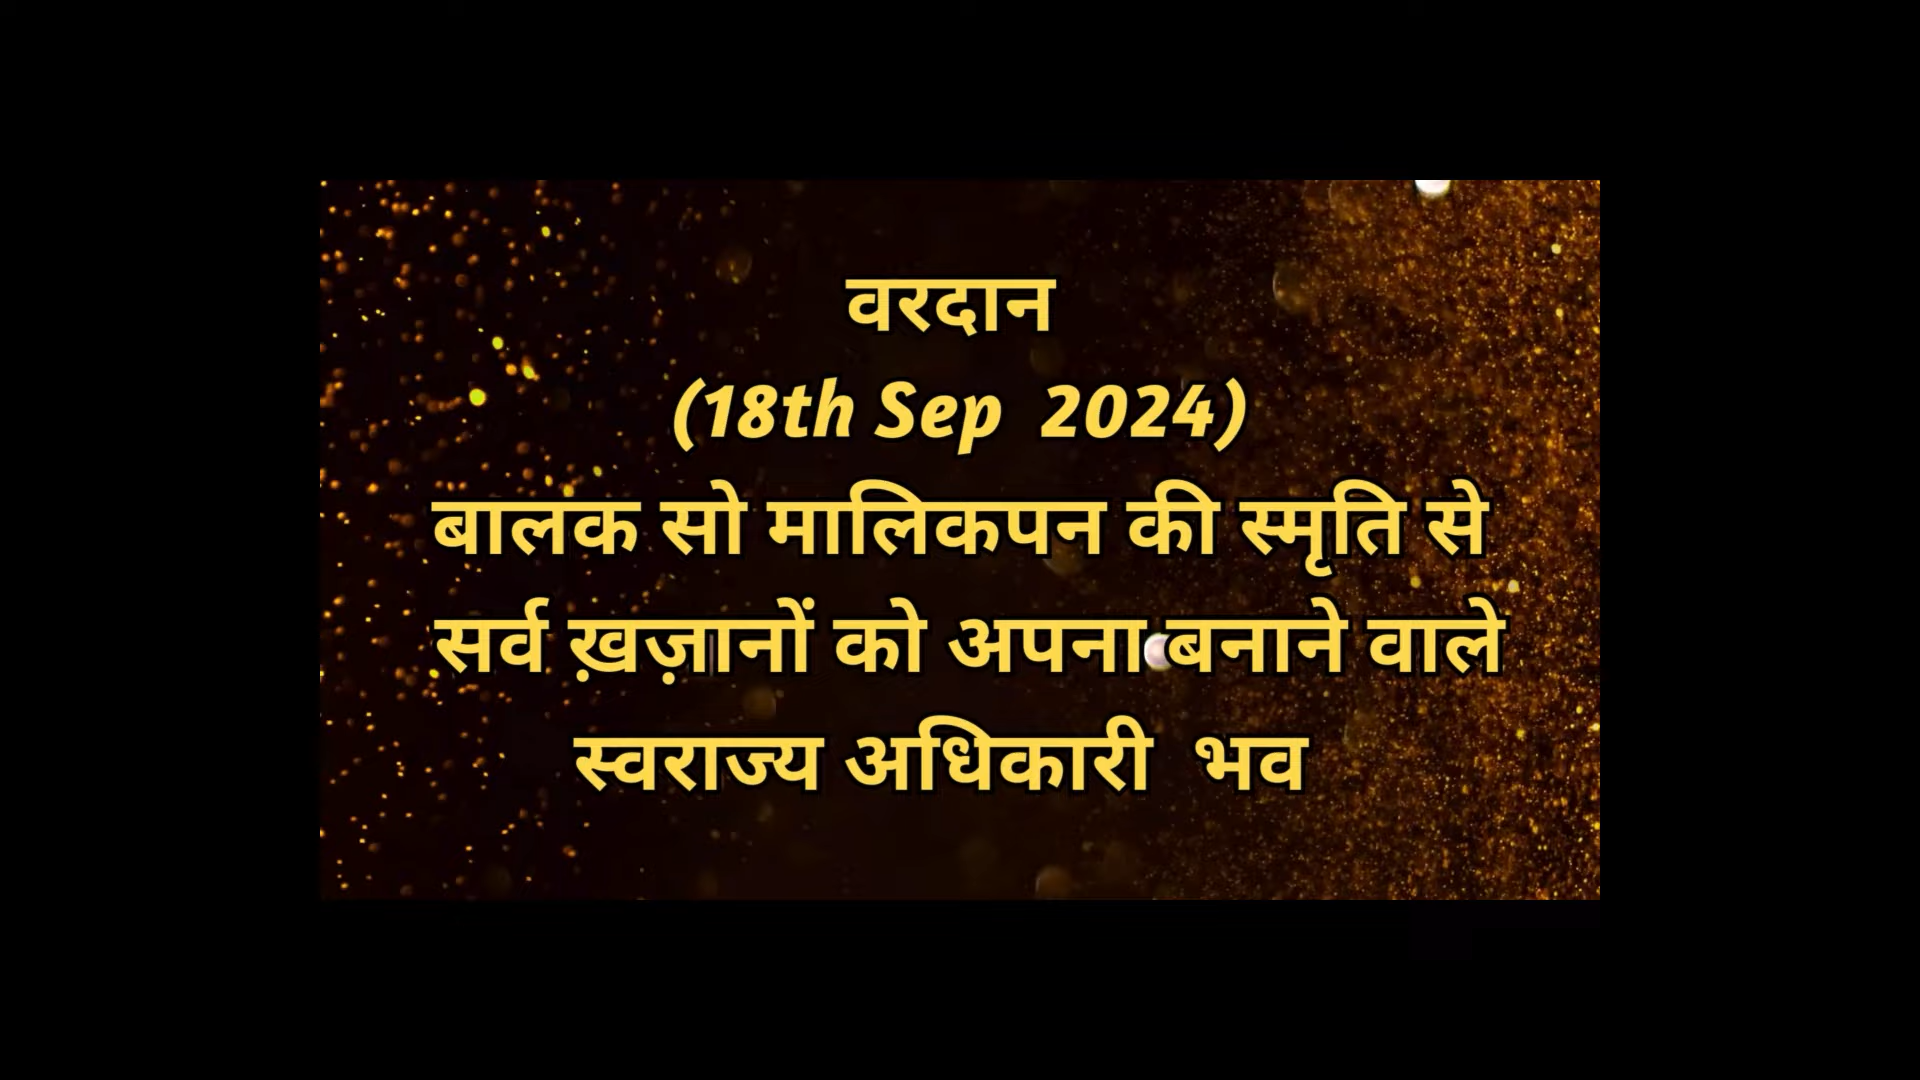 वरदान
(18th Sep 2024)
बालक सो मालिकपन की स्मृति से
सर्व ख़ज़ानों को अपना बनाने वाले
स्वराज्य अधिकारी भव